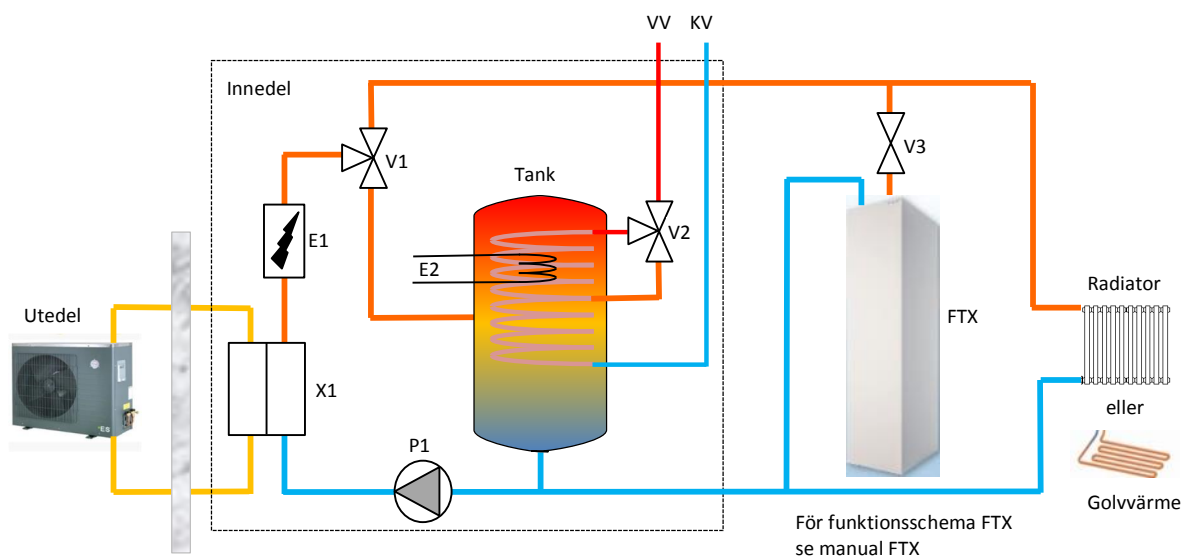 VV KV
Innedel
V1
V3
Tank
E1
V2
E2
Utedel
Radiator
FTX
X1
eller
P1
Golvvärme
För funktionsschema FTX
se manual FTX